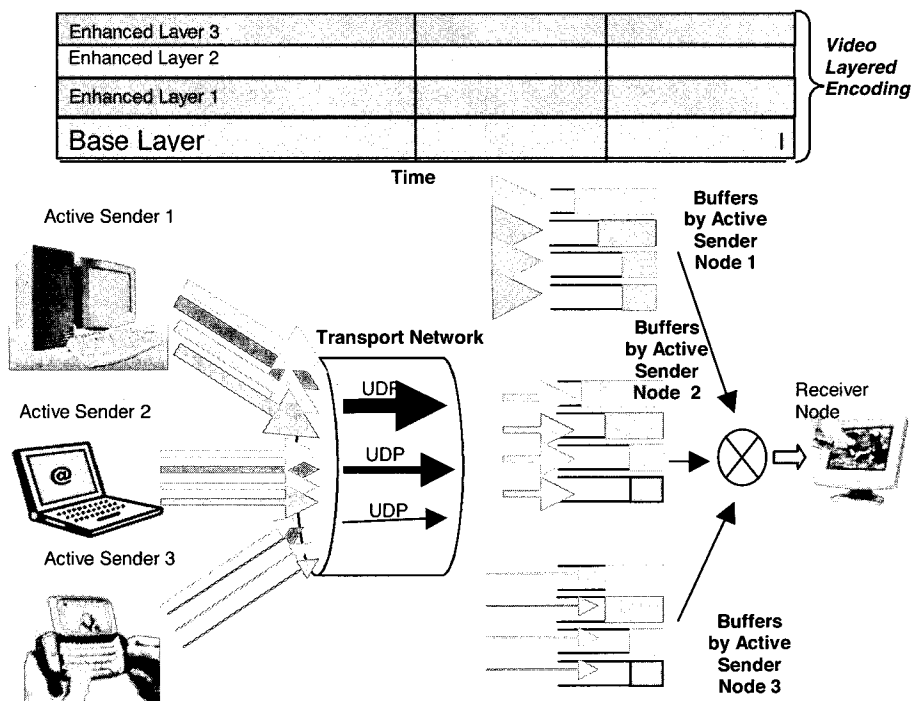 Enhanced Layer 3
Enhanced Layer 2
Enhanced Layer 1
Base Layer
Video
Layered
Encoding
Time
Active Sender 1
Buffers
by Active
Sender
Node 1
Transport Network
UDP
Active Sender 2
@
UDP
UDP
Buffers
by Active
Sender
Node 2
Receiver
Node
Active Sender 3
Buffers
by Active
Sender
Node 3